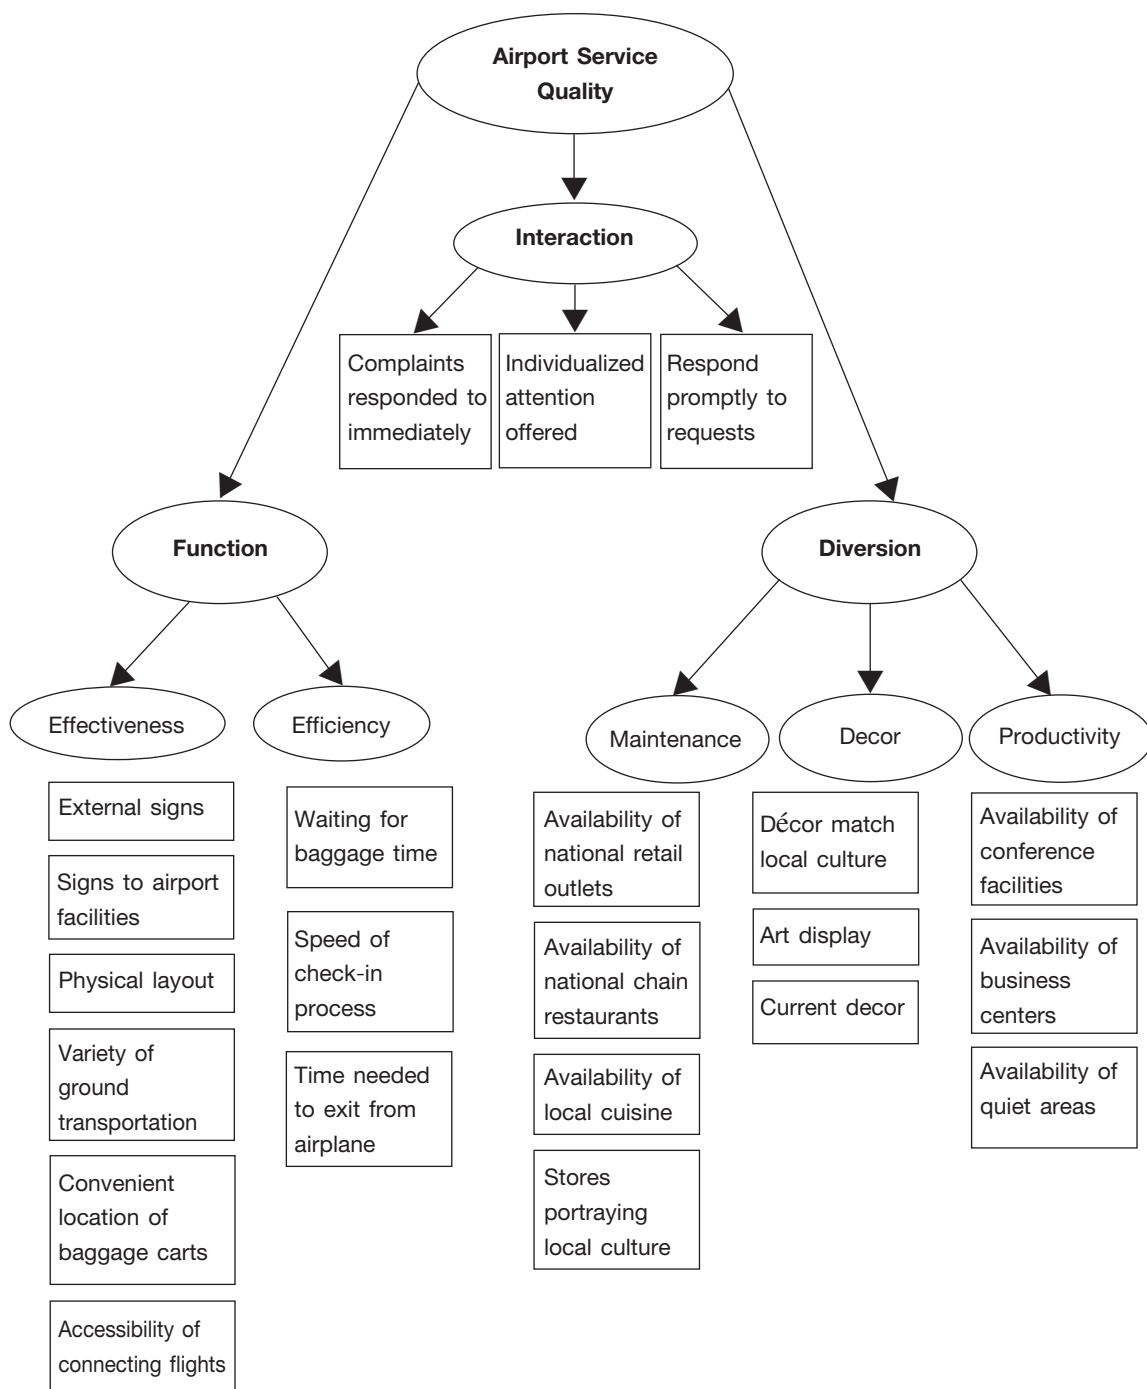 Airport Service
Quality
Interaction
Complaints
responded to
immediately
Individualized
attention
offered
Respond
promptly to
requests
Function
Diversion
Effectiveness
Efficiency
Maintenance
Decor
Productivity
External signs
Signs to airport
facilities
Physical layout
Variety of
ground
transportation
Convenient
location of
baggage carts
Accessibility of
connecting flights
Waiting for
baggage time
Speed of
check-in
process
Time needed
to exit from
airplane
Availability of
national retail
outlets
Availability of
national chain
restaurants
Availability of
local cuisine
Stores
portraying
local culture
Décor match
local culture
Art display
Current decor
Availability of
conference
facilities
Availability of
business
centers
Availability of
quiet areas